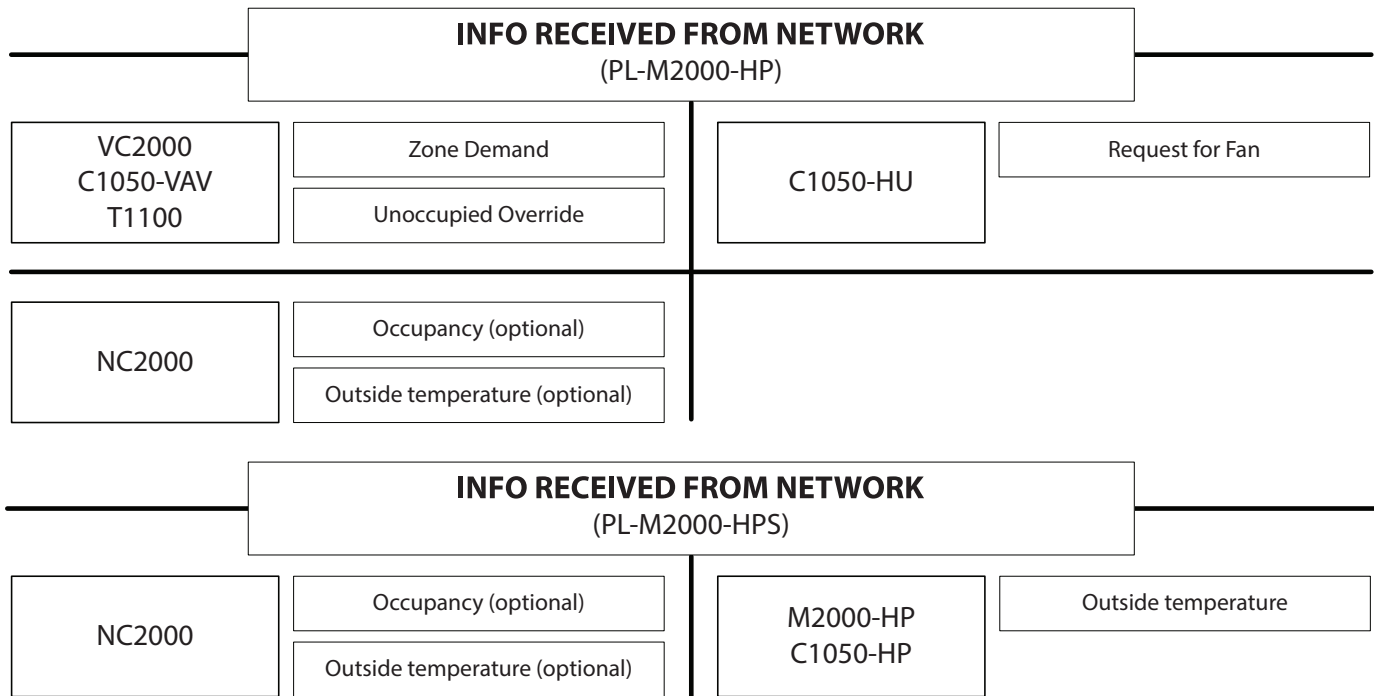 INFO RECEIVED FROM NETWORK
(PL-M2000-HP)
VC2000
C1050-VAV
T1100
Zone Demand
Unoccupied Override
C1050-HU
Request for Fan
NC2000
Occupancy (optional)
Outside temperature (optional)
INFO RECEIVED FROM NETWORK
(PL-M2000-HPS)
NC2000
Occupancy (optional)
Outside temperature (optional)
M2000-HP
C1050-HP
Outside temperature